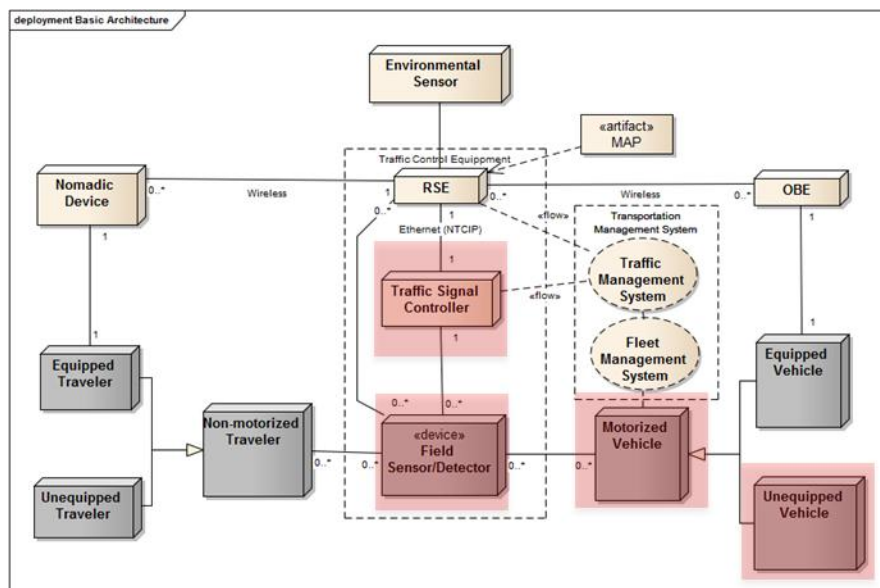 deployment Basic Architecture
Environmental
Sensor
«artifact»
MAP
Traffic Control Equippment
Nomadic
Device
0..*
Wireless
1
RSE
0..*
0..*
1
Wireless
0..*
OBE
«flow»
Transportation
Management System
1
Ethernet (NTCIP)
1
1
Traffic Signal
Controller
«flow»
Traffic
Management
System
1
Fleet
Management
System
1
Equipped
Traveler
1
Equipped
Vehicle
0..*
0..*
Non-motorized
Traveler
«device»
Field
Sensor/Detector
Motorized
Vehicle
0..*
0..*
0..*
0..*
Unequipped
Traveler
Unequipped
Vehicle